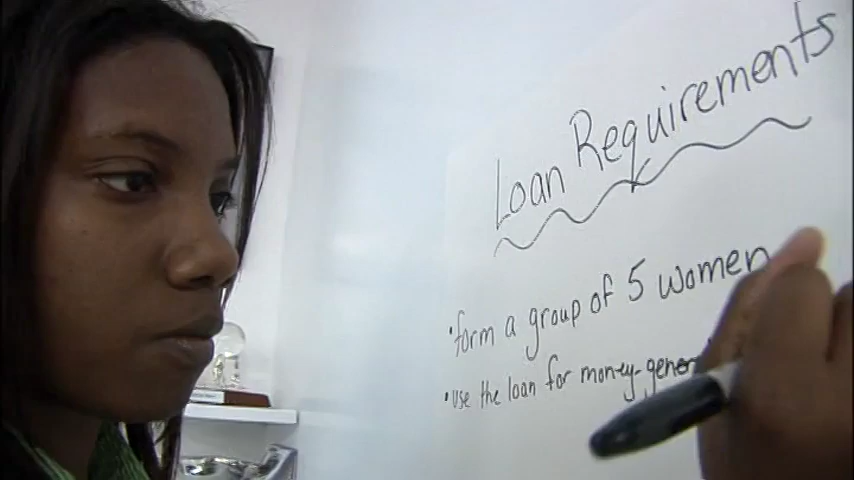 Loan Requirements
• form a group of 5 women
• use the loan for money-gener